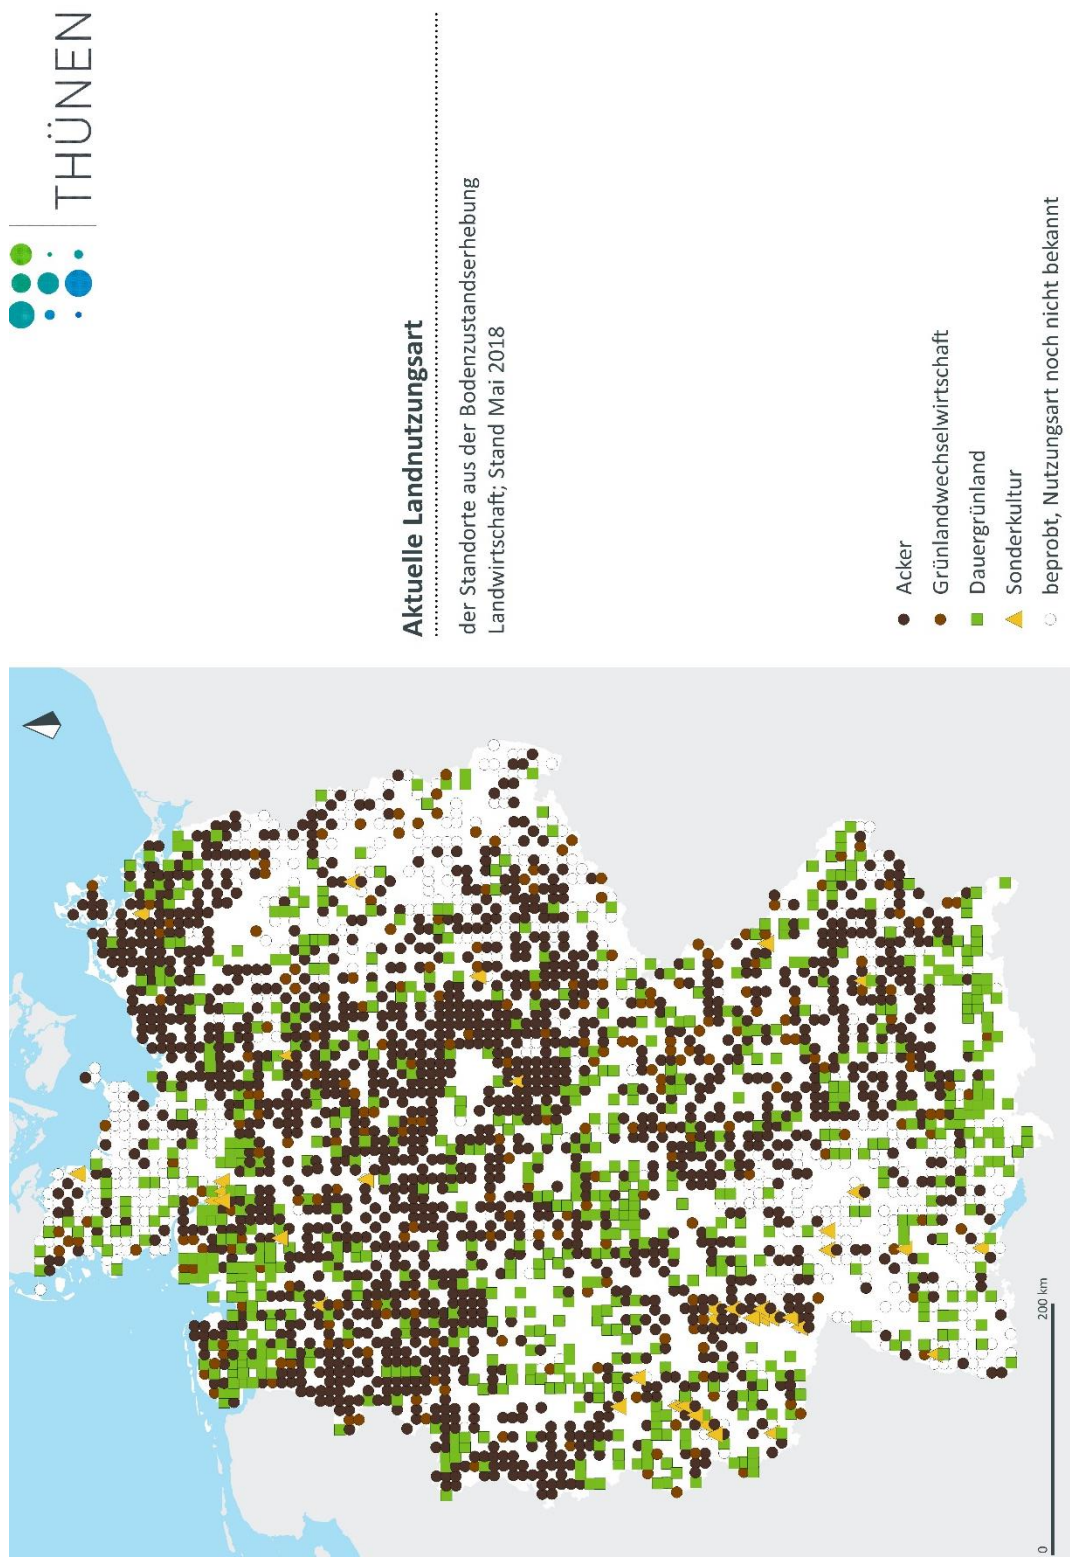 THÜNEN
Aktuelle Landnutzungsart
der Standorte aus der Bodenzustandserhebung
Landwirtschaft; Stand Mai 2018
Acker
Grünlandwechselwirtschaft
Dauergrünland
Sonderkultur
beprobt, Nutzungsart noch nicht bekannt
0 200 km